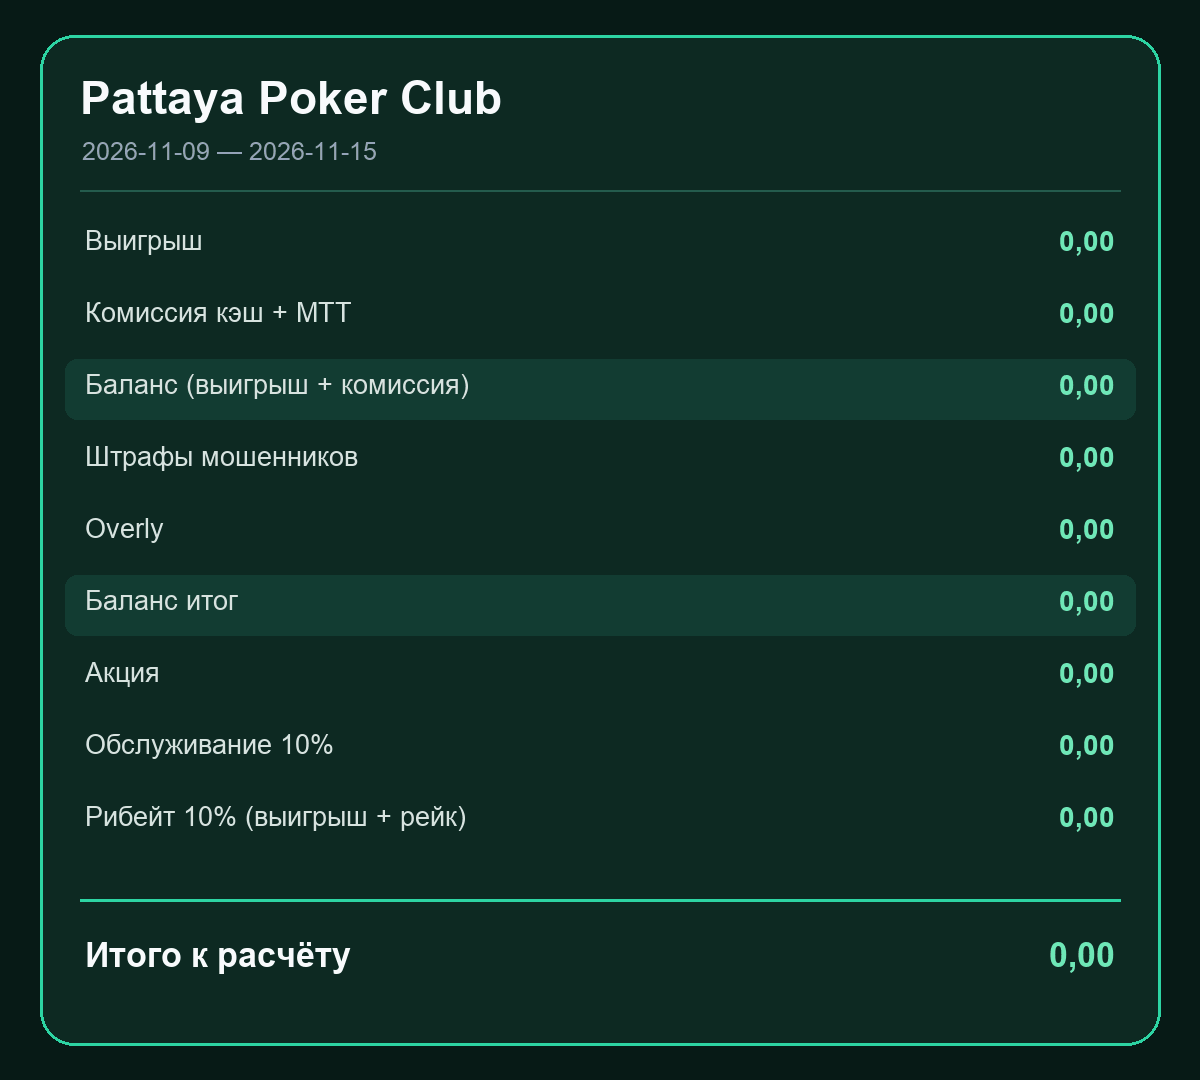 Pattaya Poker Club
2026-11-09 — 2026-11-15
Выигрыш 0,00
Комиссия кэш + МТТ 0,00
Баланс (выигрыш + комиссия) 0,00
Штрафы мошенников 0,00
Overly 0,00
Баланс итог 0,00
Акция 0,00
Обслуживание 10% 0,00
Рибейт 10% (выигрыш + рейк) 0,00
Итого к расчёту 0,00